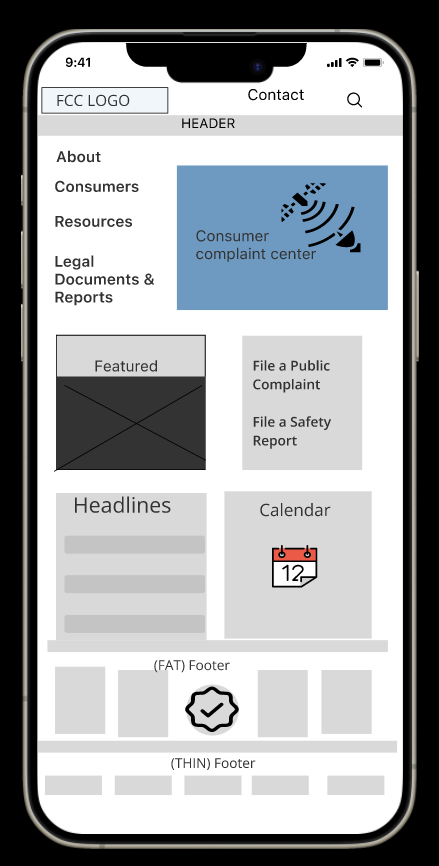 9:41
FCC LOGO
Contact
HEADER
About
Consumers
Resources
Legal
Documents &
Reports
Consumer
complaint center
Featured
File a Public
Complaint
File a Safety
Report
Headlines
Calendar
12
(FAT) Footer
(THIN) Footer